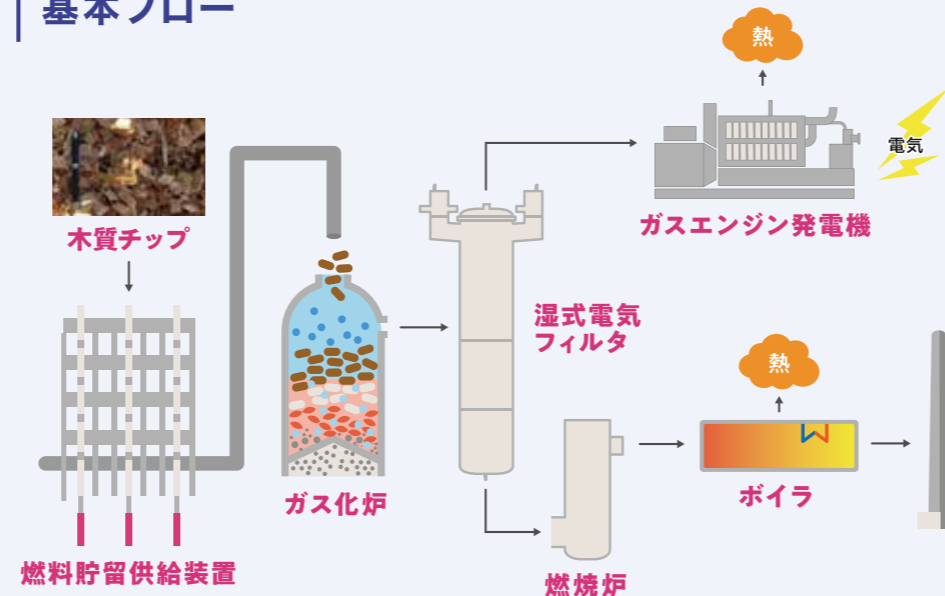 基本フロー
熱
電気
木質チップ
ガスエンジン発電機
湿式電気
フィルタ
熱
ガス化炉
ボイラ
燃料貯留供給装置
燃焼炉